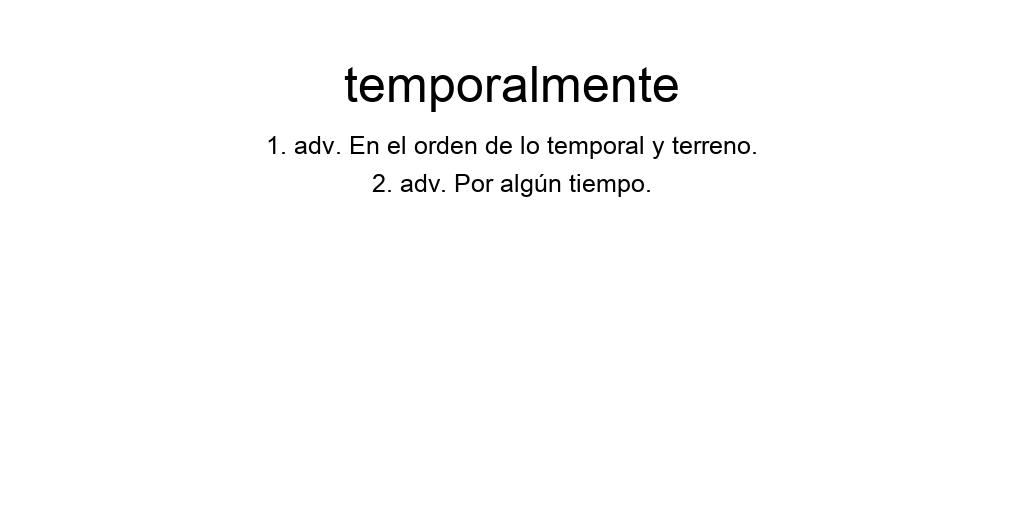 temporalmente
1. adv. En el orden de lo temporal y terreno.
2. adv. Por algún tiempo.